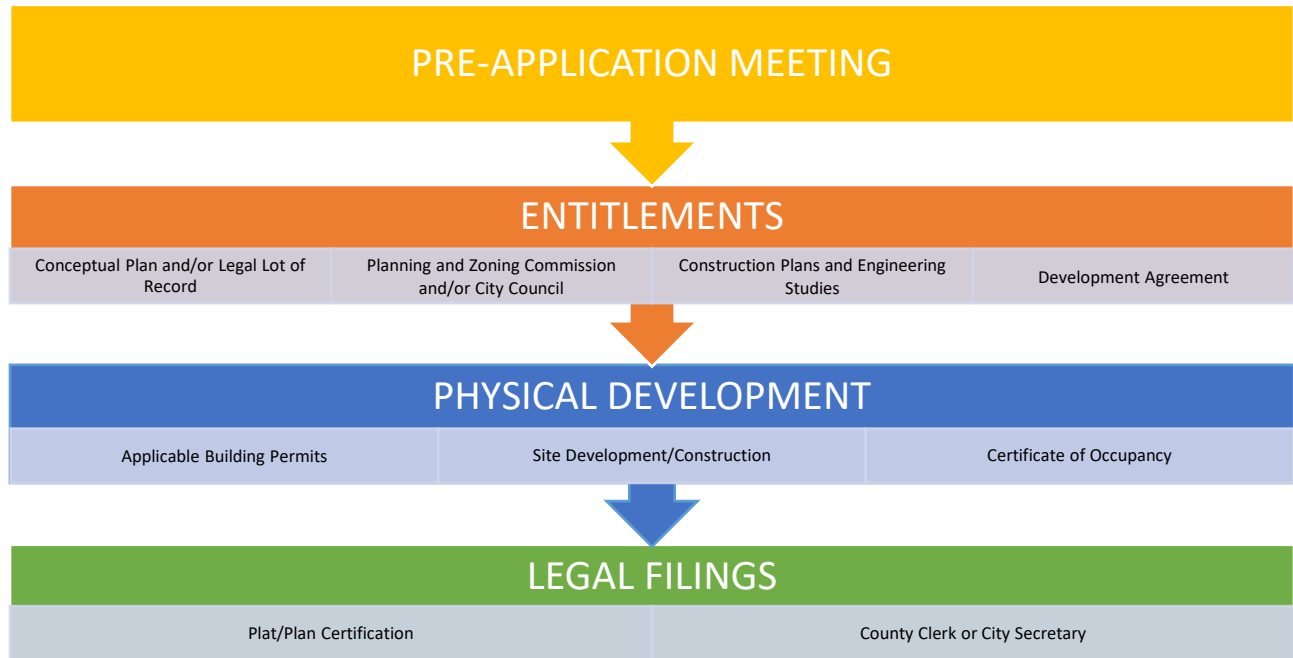 PRE-APPLICATION MEETING
ENTITLEMENTS
Conceptual Plan and/or Legal Lot of
Record
Planning and Zoning Commission
and/or City Council
Construction Plans and Engineering
Studies
Development Agreement
PHYSICAL DEVELOPMENT
Applicable Building Permits
Site Development/Construction
Certificate of Occupancy
LEGAL FILINGS
Plat/Plan Certification
County Clerk or City Secretary